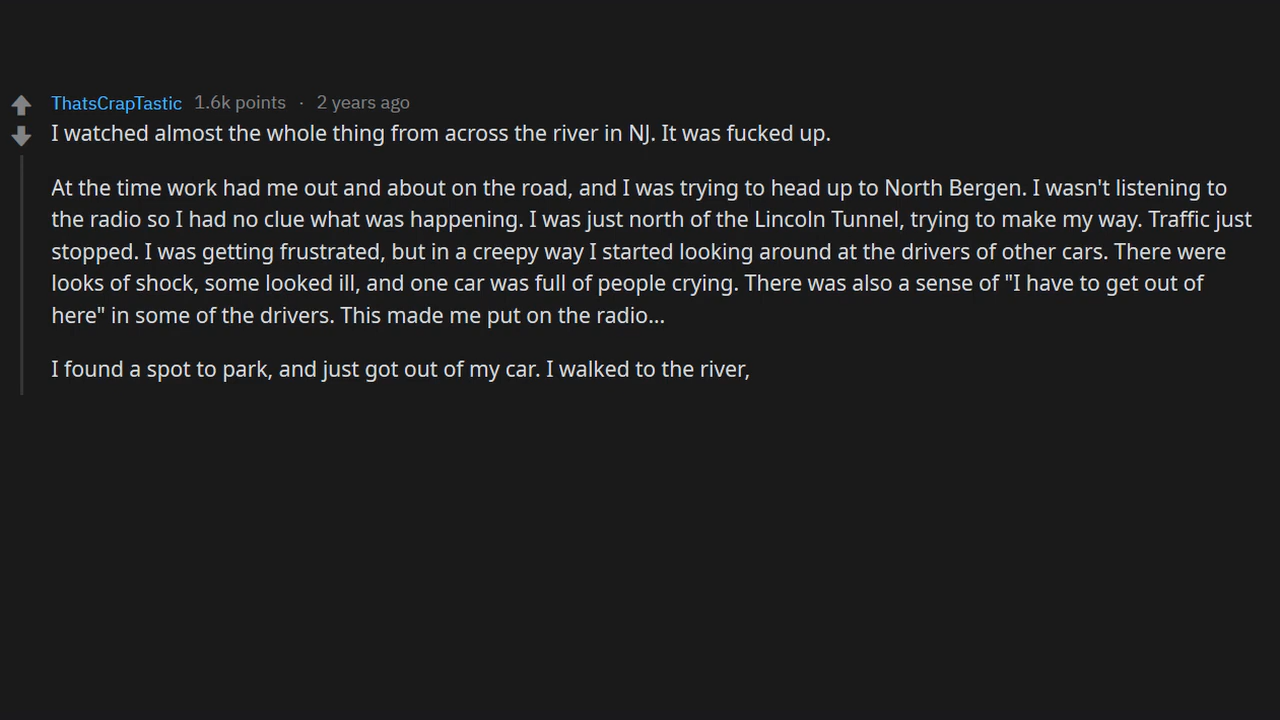 ThatsCrapTastic 1.6k points · 2 years ago
I watched almost the whole thing from across the river in NJ. It was fucked up.
At the time work had me out and about on the road, and I was trying to head up to North Bergen. I wasn't listening to
the radio so I had no clue what was happening. I was just north of the Lincoln Tunnel, trying to make my way. Traffic just
stopped. I was getting frustrated, but in a creepy way I started looking around at the drivers of other cars. There were
looks of shock, some looked ill, and one car was full of people crying. There was also a sense of "I have to get out of
here" in some of the drivers. This made me put on the radio...
I found a spot to park, and just got out of my car. I walked to the river,